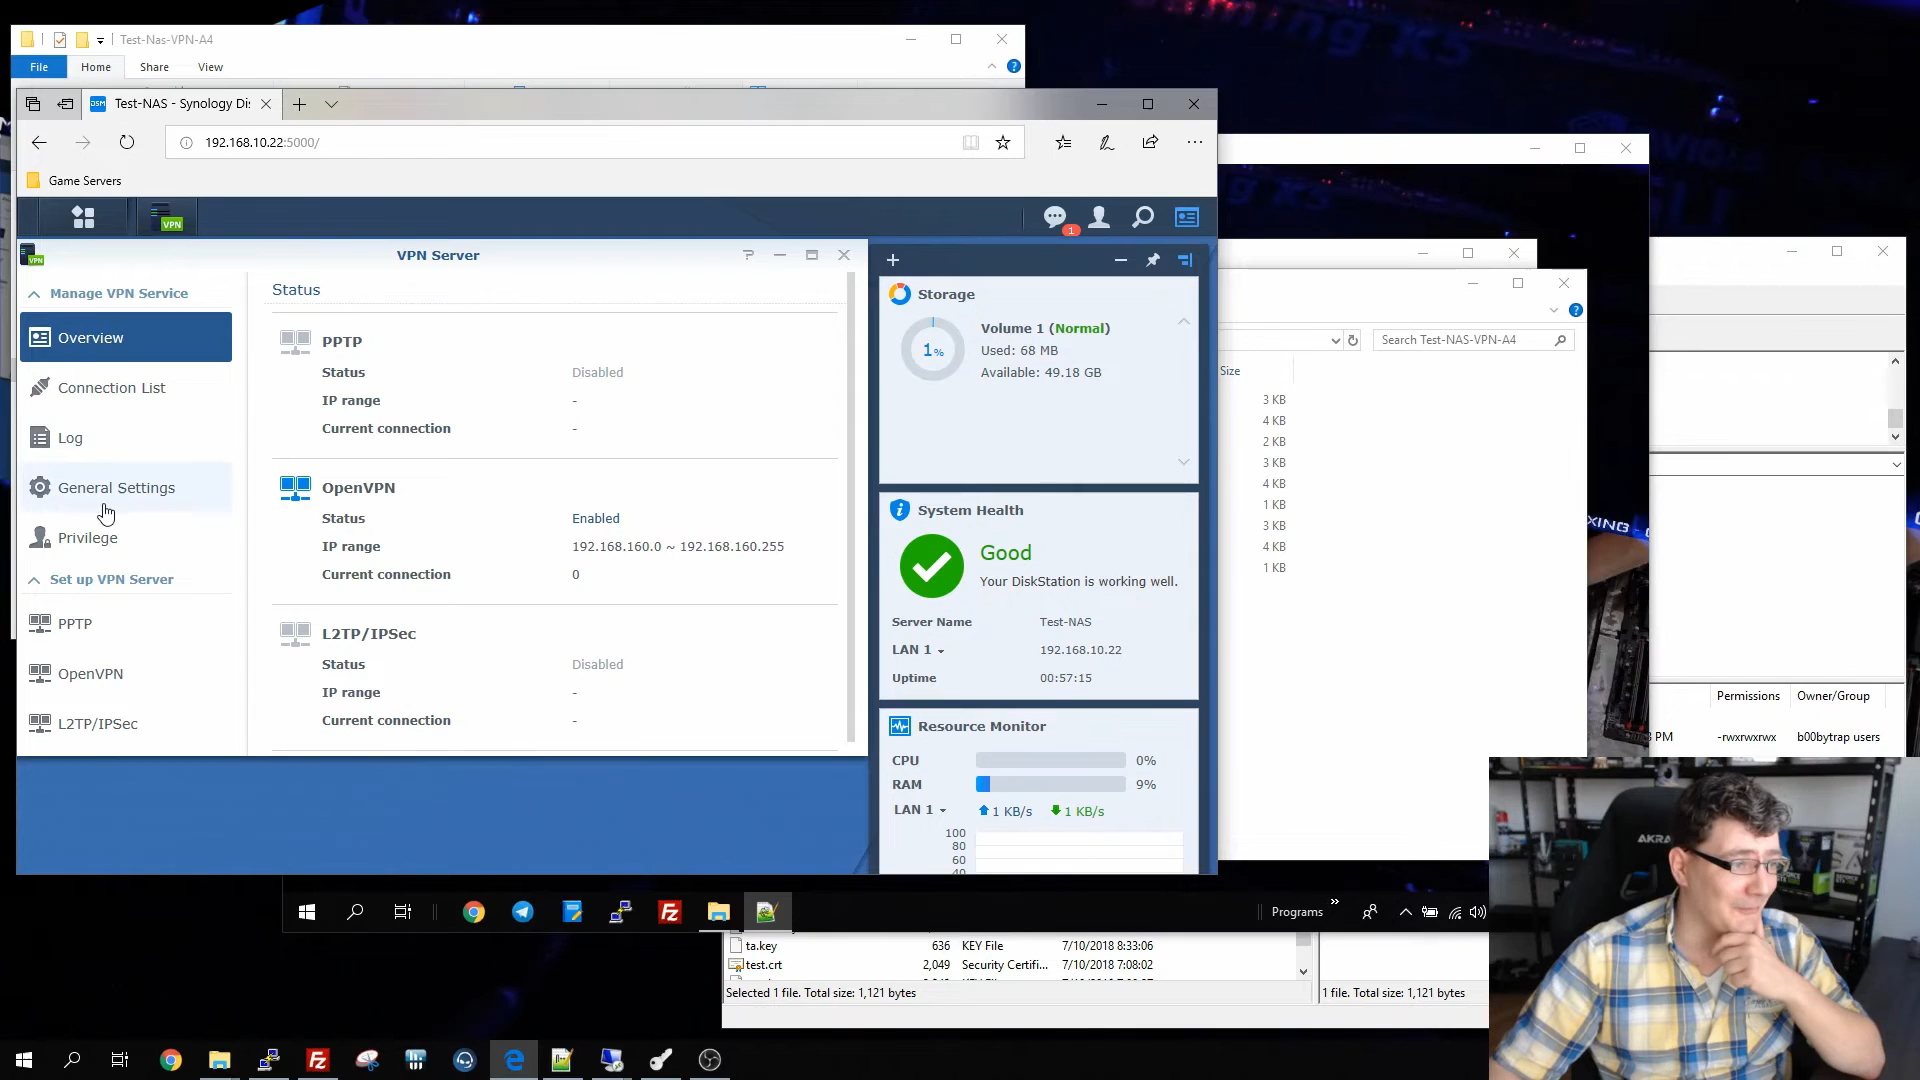 Test-Nas-VPN-A4
File Home Share View
DSM Test-NAS - Synology Di
192.168.10.22:5000/
Game Servers
VPN
1
VPN VPN Server
Manage VPN Service
Overview
Connection List
Log
General Settings
Privilege
Set up VPN Server
PPTP
OpenVPN
L2TP/IPSec
Status
PPTP
Status Disabled
IP range -
Current connection -
OpenVPN
Status Enabled
IP range 192.168.160.0 ~ 192.168.160.255
Current connection 0
L2TP/IPSec
Status Disabled
IP range -
Current connection -
Storage
1% Volume 1 (Normal)
Used: 68 MB
Available: 49.18 GB
System Health
Good
Your DiskStation is working well.
Server Name Test-NAS
LAN 1 192.168.10.22
Uptime 00:57:15
Resource Monitor
CPU 0%
RAM 9%
LAN 1 1 KB/s 1 KB/s
100
80
60
40
Search Test-NAS-VPN-A4
Size
3 KB
4 KB
2 KB
3 KB
4 KB
1 KB
3 KB
4 KB
1 KB
Permissions Owner/Group
PM -rwxrwxrwx b00bytrap users
Programs
ta.key 636 KEY File 7/10/2018 8:33:06
test.crt 2,049 Security Certifi... 7/10/2018 7:08:02
Selected 1 file. Total size: 1,121 bytes
1 file. Total size: 1,121 bytes